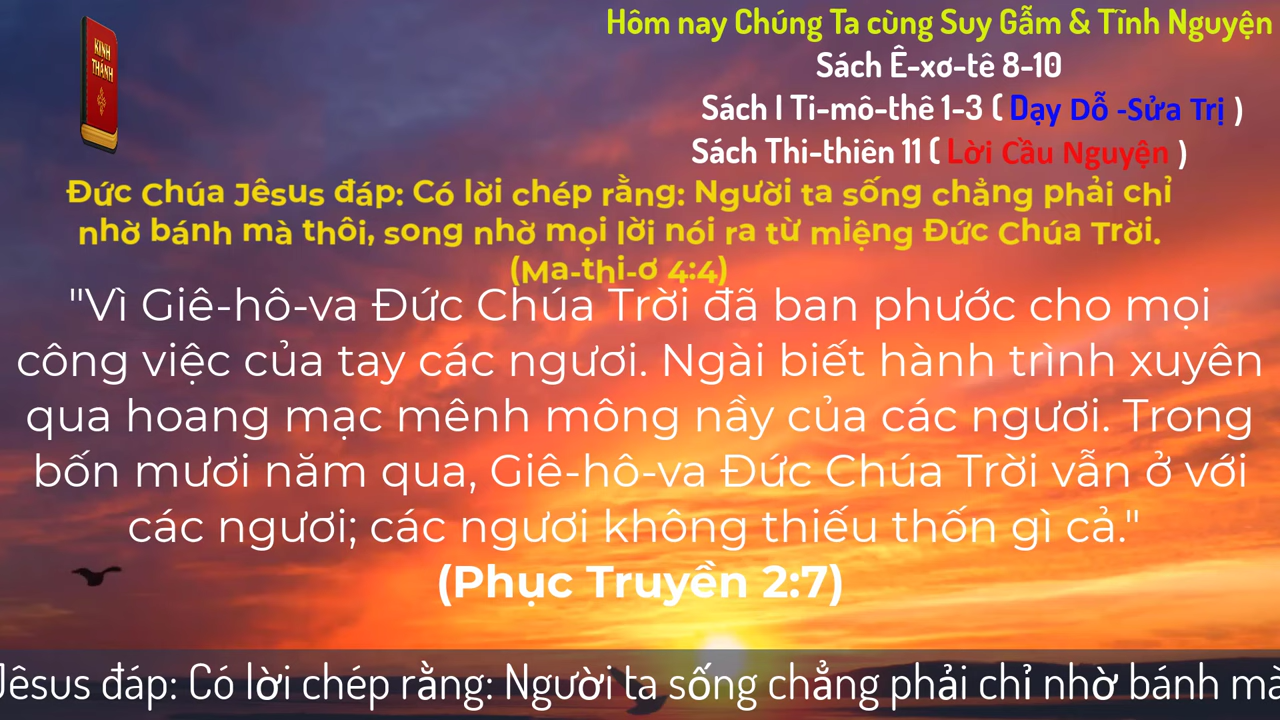 KINH
THÁNH
Hôm nay Chúng Ta cùng Suy Gẫm & Tĩnh Nguyện
Sách Ê-xơ-tê 8-10
Sách I Ti-mô-thê 1-3 ( Dạy Dỗ -Sửa Trị )
Sách Thi-thiên 11 ( Lời Cầu Nguyện )
Đức Chúa Jêsus đáp: Có lời chép rằng: Người ta sống chẳng phải chỉ
nhờ bánh mà thôi, song nhờ mọi lời nói ra từ miệng Đức Chúa Trời.
(Ma-thi-ơ 4:4)
"Vì Giê-hô-va Đức Chúa Trời đã ban phước cho mọi
công việc của tay các ngươi. Ngài biết hành trình xuyên
qua hoang mạc mênh mông nầy của các ngươi. Trong
bốn mươi năm qua, Giê-hô-va Đức Chúa Trời vẫn ở với
các ngươi; các ngươi không thiếu thốn gì cả."
(Phục Truyền 2:7)
Jêsus đáp: Có lời chép rằng: Người ta sống chẳng phải chỉ nhờ bánh mà